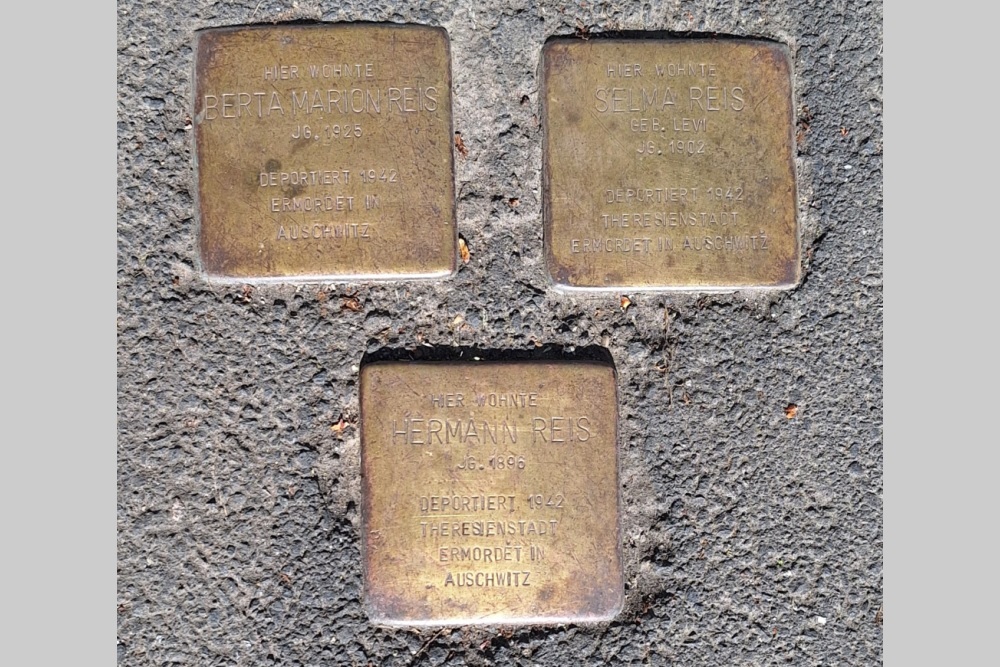 HIER WOHNTE
BERTA MARION REIS
JG. 1925
DEPORTIERT 1942
ERMORDET IN
AUSCHWITZ
HIER WOHNTE
SELMA REIS
GEB. LEVI
JG. 1902
DEPORTIERT 1942
THERESIENSTADT
ERMORDET IN AUSCHWITZ
HIER WOHNTE
HERMANN REIS
JG. 1896
DEPORTIERT 1942
THERESIENSTADT
ERMORDET IN
AUSCHWITZ